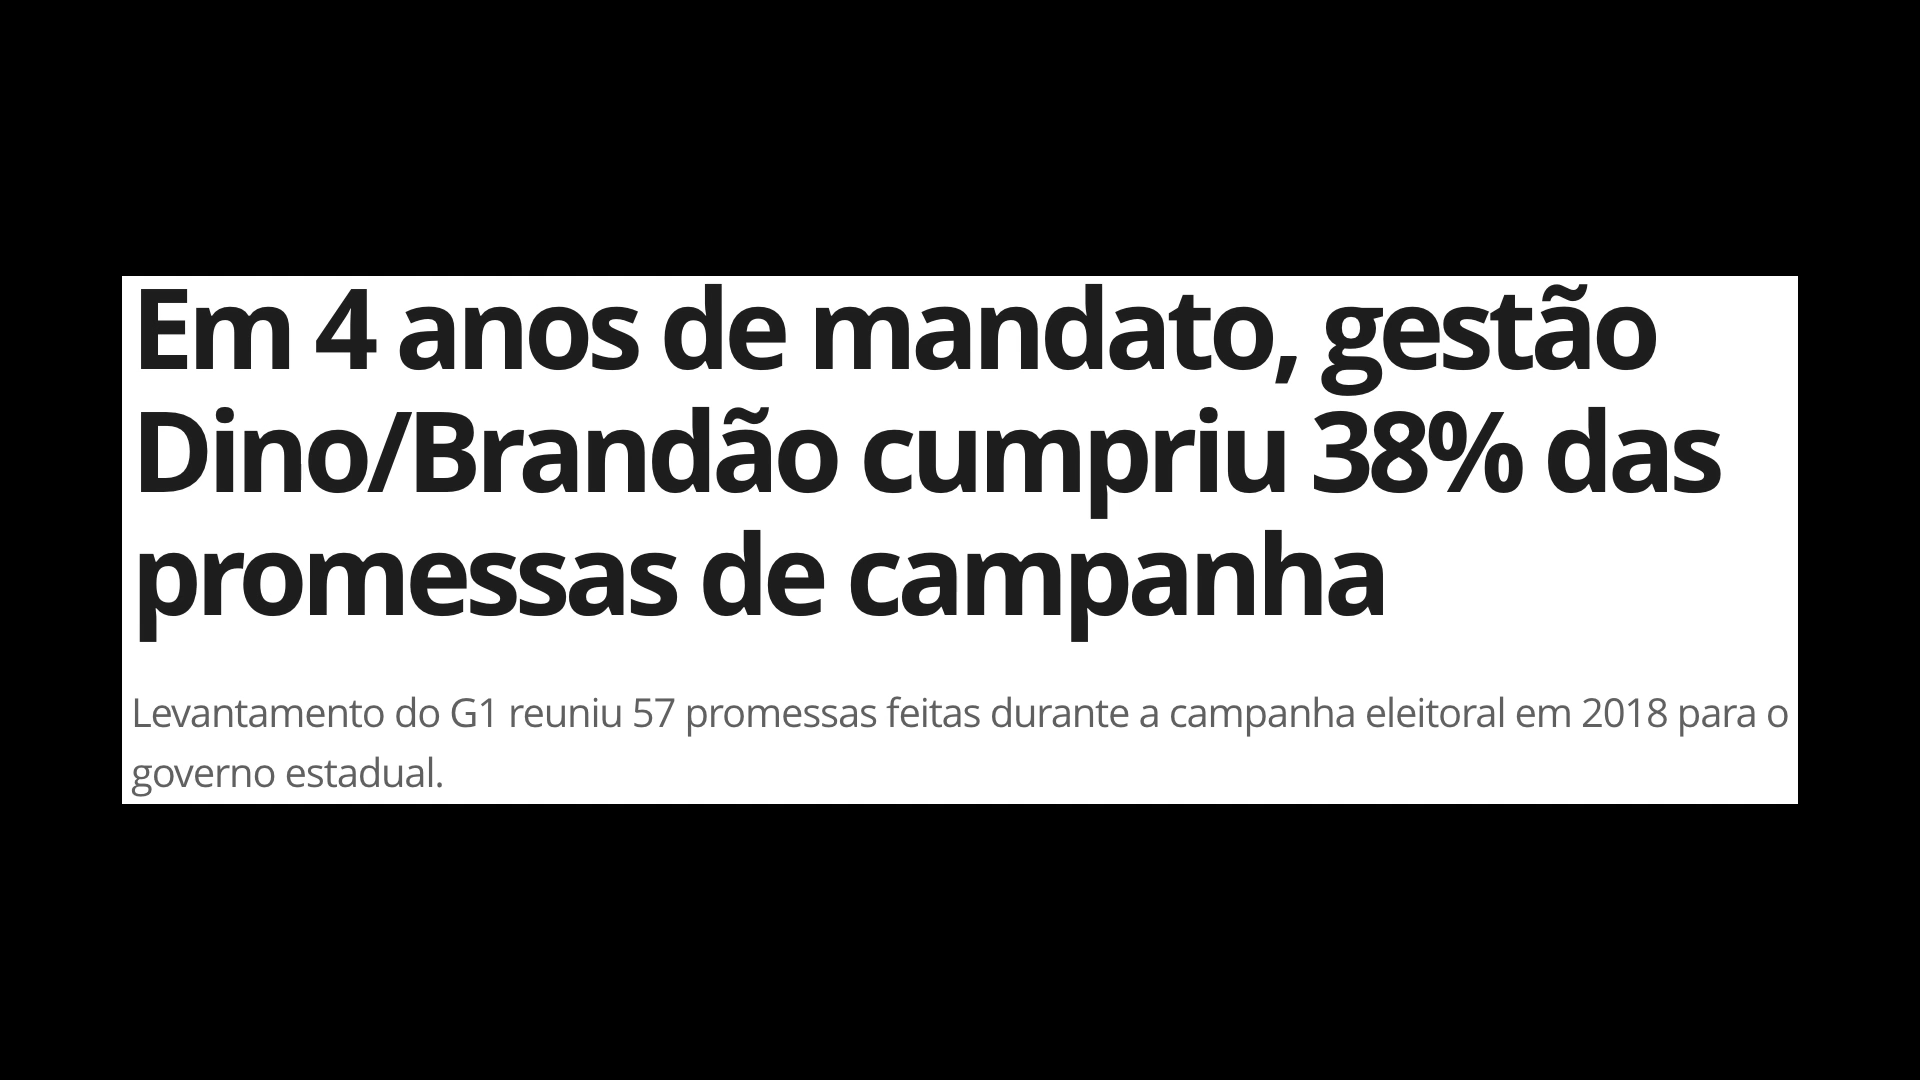 Em 4 anos de mandato, gestão
Dino/Brandão cumpriu 38% das
promessas de campanha
Levantamento do G1 reuniu 57 promessas feitas durante a campanha eleitoral em 2018 para o
governo estadual.